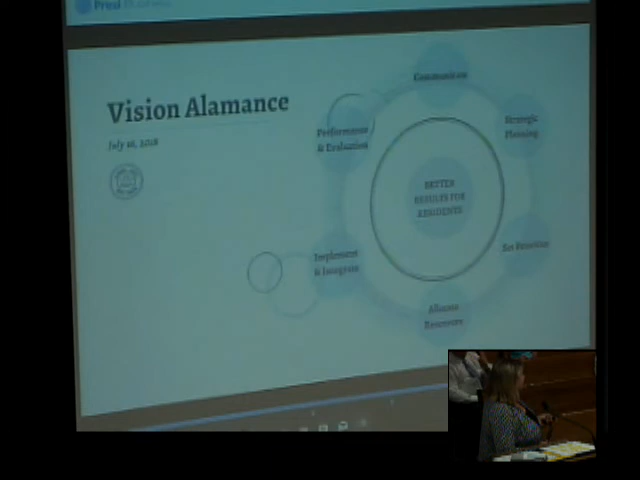 Prezi
Vision Alamance
July 16, 2018
Communicate
Strategic
Planning
Performance
& Evaluation
BETTER
RESULTS FOR
RESIDENTS
Set Priorities
Implement
& Integrate
Allocate
Resources